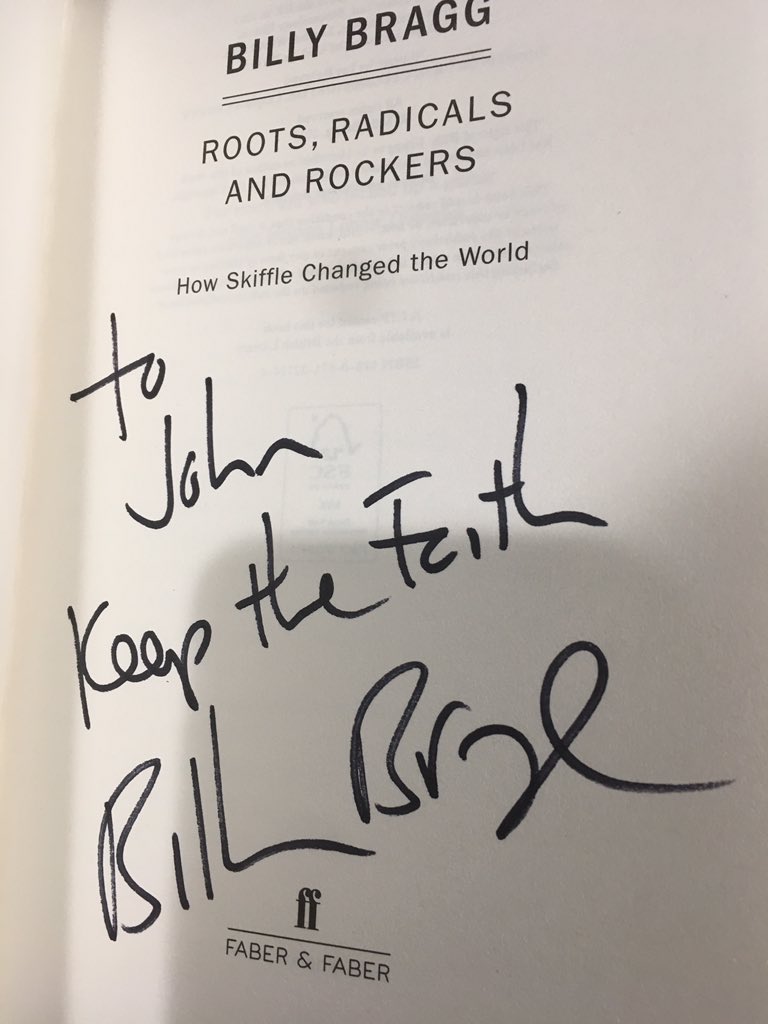 BILLY BRAGG
ROOTS, RADICALS
AND ROCKERS
How Skiffle Changed the World
to
John
Keep the Faith
Billy Bragg
ff
FABER & FABER